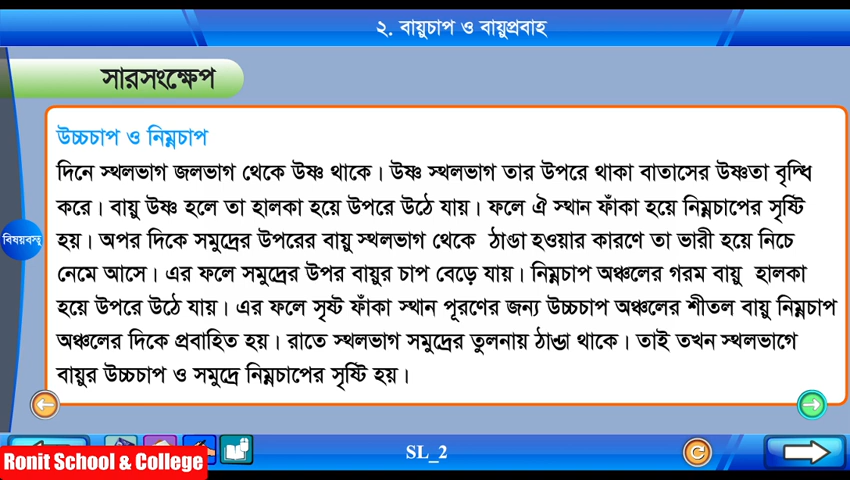 ২. বায়ুচাপ ও বায়ুপ্রবাহ
সারসংক্ষেপ
উচ্চচাপ ও নিম্নচাপ
দিনে স্থলভাগ জলভাগ থেকে উষ্ণ থাকে। উষ্ণ স্থলভাগ তার উপরে থাকা বাতাসের উষ্ণতা বৃদ্ধি
করে। বায়ু উষ্ণ হলে তা হালকা হয়ে উপরে উঠে যায়। ফলে ঐ স্থান ফাঁকা হয়ে নিম্নচাপের সৃষ্টি
হয়। অপর দিকে সমুদ্রের উপরের বায়ু স্থলভাগ থেকে ঠাণ্ডা হওয়ার কারণে তা ভারী হয়ে নিচে
নেমে আসে। এর ফলে সমুদ্রের উপর বায়ুর চাপ বেড়ে যায়। নিম্নচাপ অঞ্চলের গরম বায়ু হালকা
হয়ে উপরে উঠে যায়। এর ফলে সৃষ্ট ফাঁকা স্থান পূরণের জন্য উচ্চচাপ অঞ্চলের শীতল বায়ু নিম্নচাপ
অঞ্চলের দিকে প্রবাহিত হয়। রাতে স্থলভাগ সমুদ্রের তুলনায় ঠাণ্ডা থাকে। তাই তখন স্থলভাগে
বায়ুর উচ্চচাপ ও সমুদ্রে নিম্নচাপের সৃষ্টি হয়।
বিষয়বস্তু
SL_2
Ronit School & College